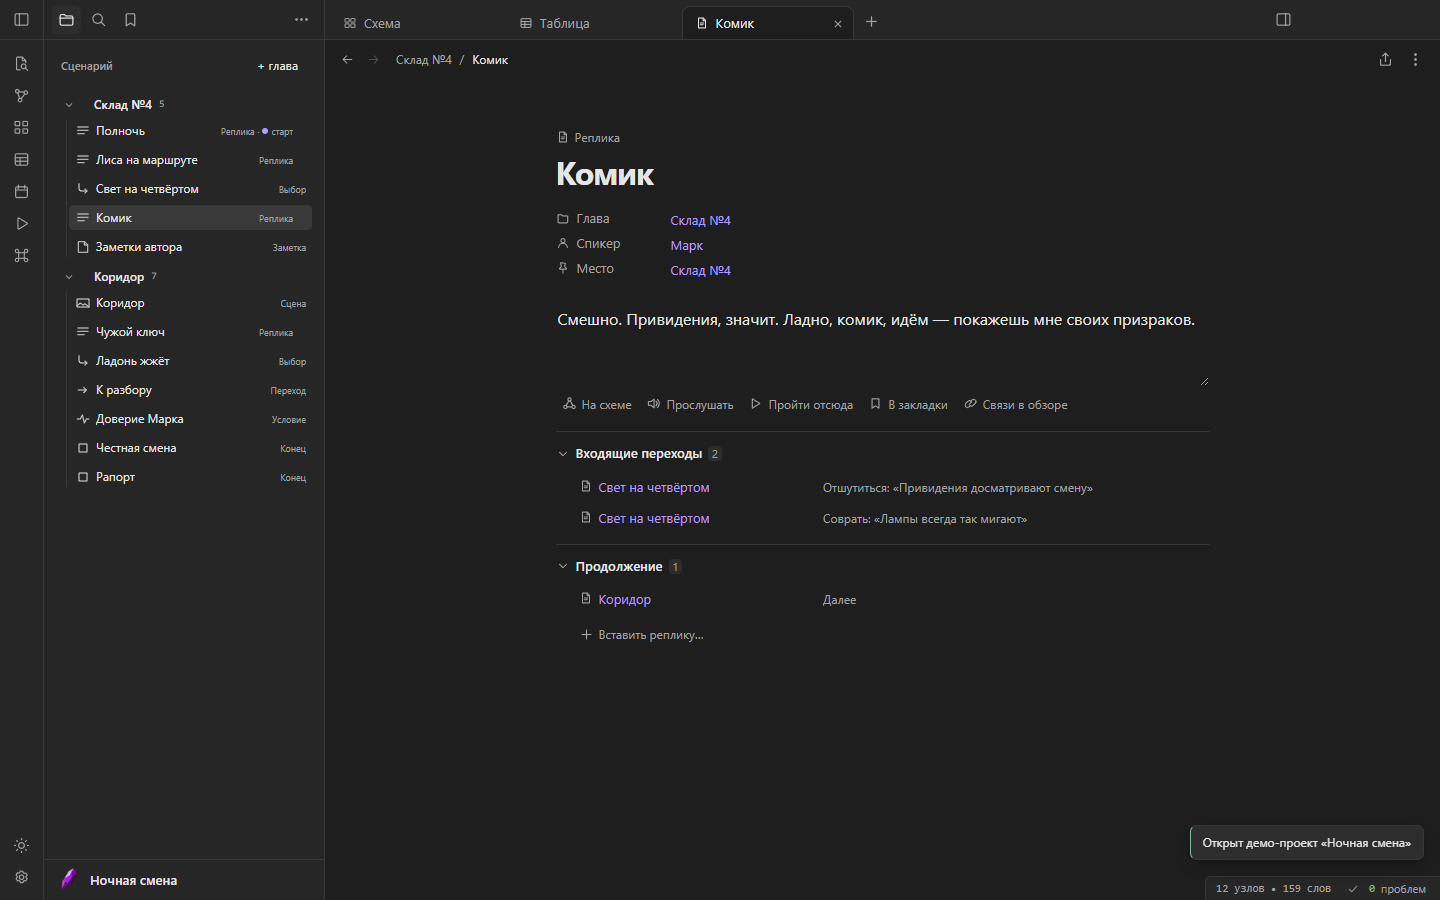 Схема
Таблица
Комик
Сценарий
+ глава
Склад №4 / Комик
Склад №4 5
Полночь Реплика · старт
Лиса на маршруте Реплика
Свет на четвёртом Выбор
Комик Реплика
Заметки автора Заметка
Коридор 7
Коридор Сцена
Чужой ключ Реплика
Ладонь жжёт Выбор
К разбору Переход
Доверие Марка Условие
Честная смена Конец
Рапорт Конец
Ночная смена
Реплика
Комик
Глава Склад №4
Спикер Марк
Место Склад №4
Смешно. Привидения, значит. Ладно, комик, идём — покажешь мне своих призраков.
На схеме Прослушать Пройти отсюда В закладки Связи в обзоре
Входящие переходы 2
Свет на четвёртом Отшутиться: «Привидения досматривают смену»
Свет на четвёртом Соврать: «Лампы всегда так мигают»
Продолжение 1
Коридор Далее
+ Вставить реплику...
Открыт демо-проект «Ночная смена»
12 узлов • 159 слов 0 проблем